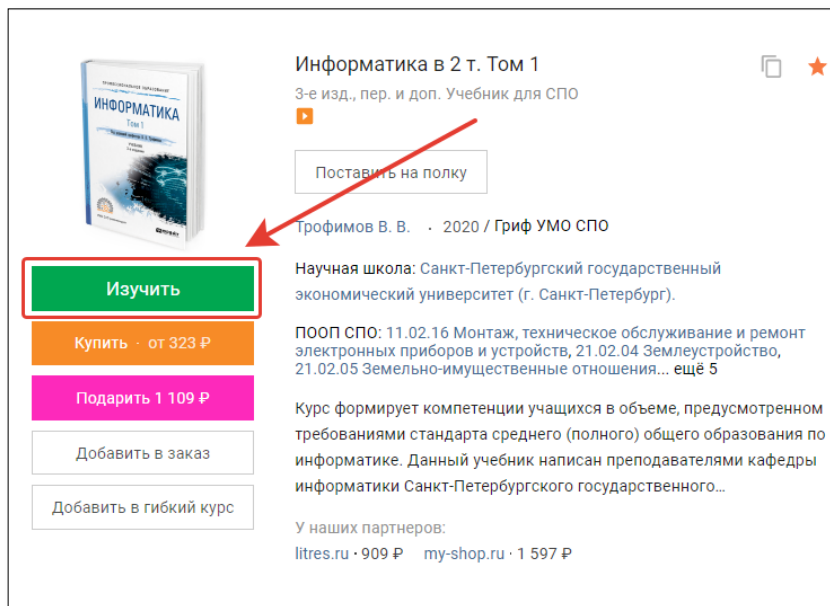 Информатика в 2 т. Том 1
3-е изд., пер. и доп. Учебник для СПО
Поставить на полку
Трофимов В. В. · 2020 / Гриф УМО СПО
Научная школа: Санкт-Петербургский государственный
экономический университет (г. Санкт-Петербург).
ПООП СПО: 11.02.16 Монтаж, техническое обслуживание и ремонт
электронных приборов и устройств, 21.02.04 Землеустройство,
21.02.05 Земельно-имущественные отношения... ещё 5
Курс формирует компетенции учащихся в объеме, предусмотренном
требованиями стандарта среднего (полного) общего образования по
информатике. Данный учебник написан преподавателями кафедры
информатики Санкт-Петербургского государственного...
У наших партнеров:
litres.ru · 909 ₽ my-shop.ru · 1 597 ₽
ПРОФЕССИОНАЛЬНОЕ ОБРАЗОВАНИЕ
ИНФОРМАТИКА
Том 1
Изучить
Купить · от 323 ₽
Подарить 1 109 ₽
Добавить в заказ
Добавить в гибкий курс